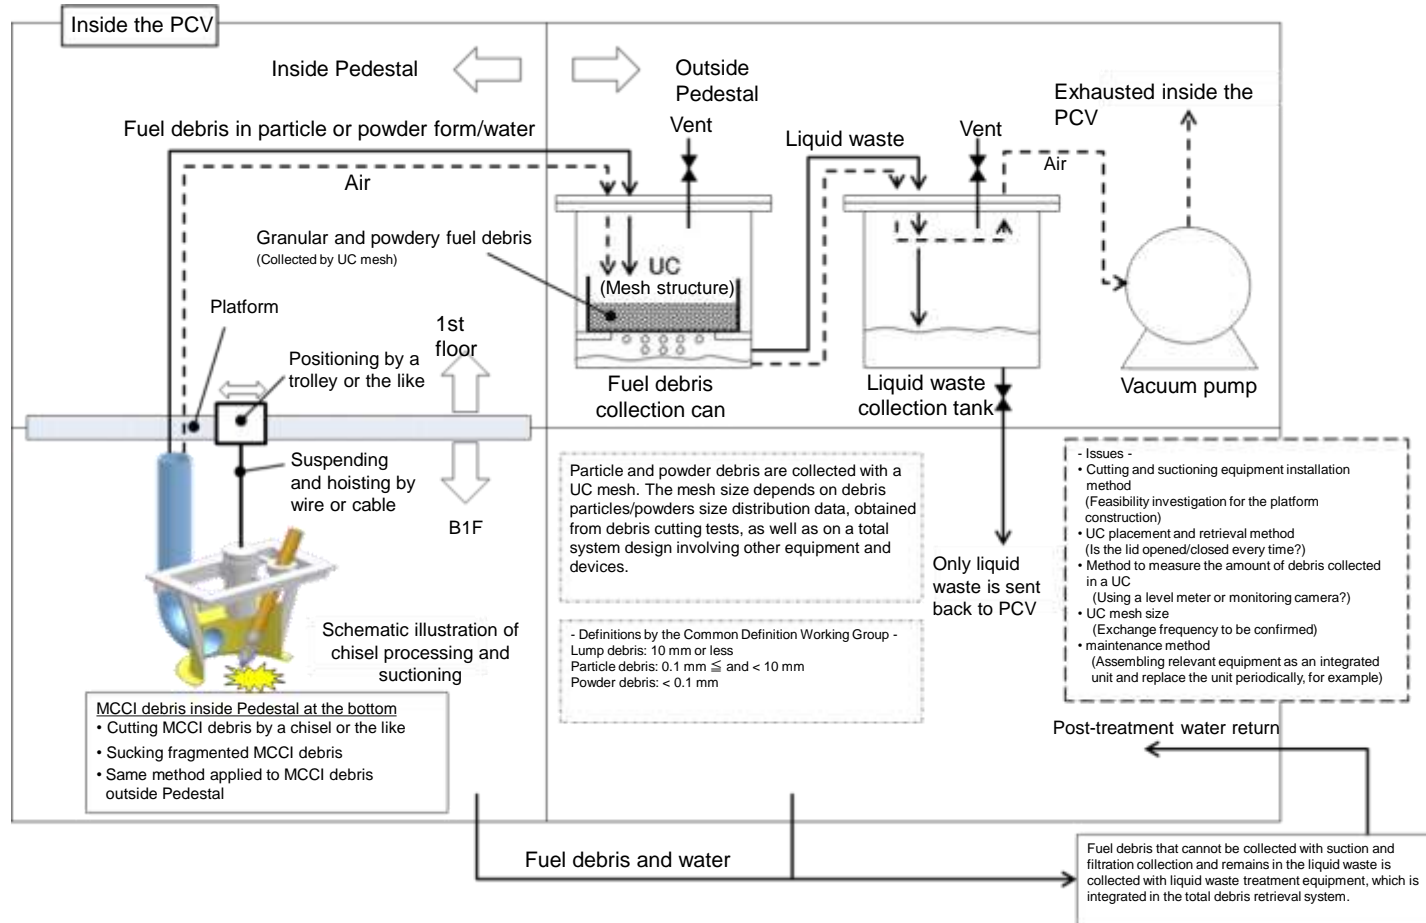 Inside the PCV
Inside Pedestal
Outside
Pedestal
Exhausted inside the
PCV
Fuel debris in particle or powder form/water
Vent
Liquid waste
Vent
Air
Air
Granular and powdery fuel debris
(Collected by UC mesh)
UC
(Mesh structure)
Platform
1st
floor
Positioning by a
trolley or the like
Fuel debris
collection can
Liquid waste
collection tank
Vacuum pump
Suspending
and hoisting by
wire or cable
B1F
Particle and powder debris are collected with a
UC mesh. The mesh size depends on debris
particles/powders size distribution data, obtained
from debris cutting tests, as well as on a total
system design involving other equipment and
devices.
Only liquid
waste is sent
back to PCV
- Issues -
• Cutting and suctioning equipment installation
method
(Feasibility investigation for the platform
construction)
• UC placement and retrieval method
(Is the lid opened/closed every time?)
• Method to measure the amount of debris collected
in a UC
(Using a level meter or monitoring camera?)
• UC mesh size
(Exchange frequency to be confirmed)
• maintenance method
(Assembling relevant equipment as an integrated
unit and replace the unit periodically, for example)
Schematic illustration of
chisel processing and
suctioning
- Definitions by the Common Definition Working Group -
Lump debris: 10 mm or less
Particle debris: 0.1 mm ≦ and < 10 mm
Powder debris: < 0.1 mm
MCCI debris inside Pedestal at the bottom
• Cutting MCCI debris by a chisel or the like
• Sucking fragmented MCCI debris
• Same method applied to MCCI debris
outside Pedestal
Post-treatment water return
Fuel debris and water
Fuel debris that cannot be collected with suction and
filtration collection and remains in the liquid waste is
collected with liquid waste treatment equipment, which is
integrated in the total debris retrieval system.